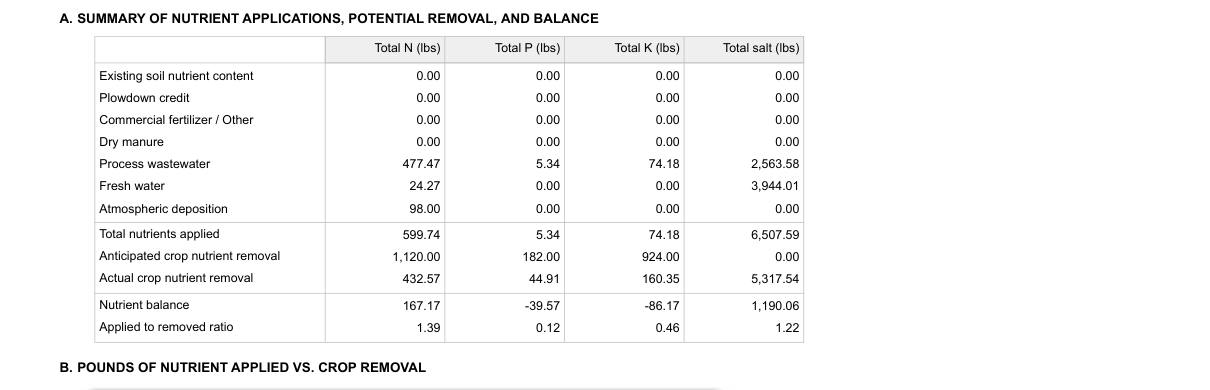 A. SUMMARY OF NUTRIENT APPLICATIONS, POTENTIAL REMOVAL, AND BALANCE
Total N (lbs) Total P (lbs) Total K (lbs) Total salt (lbs)
Existing soil nutrient content 0.00 0.00 0.00 0.00
Plowdown credit 0.00 0.00 0.00 0.00
Commercial fertilizer / Other 0.00 0.00 0.00 0.00
Dry manure 0.00 0.00 0.00 0.00
Process wastewater 477.47 5.34 74.18 2,563.58
Fresh water 24.27 0.00 0.00 3,944.01
Atmospheric deposition 98.00 0.00 0.00 0.00
Total nutrients applied 599.74 5.34 74.18 6,507.59
Anticipated crop nutrient removal 1,120.00 182.00 924.00 0.00
Actual crop nutrient removal 432.57 44.91 160.35 5,317.54
Nutrient balance 167.17 -39.57 -86.17 1,190.06
Applied to removed ratio 1.39 0.12 0.46 1.22
B. POUNDS OF NUTRIENT APPLIED VS. CROP REMOVAL